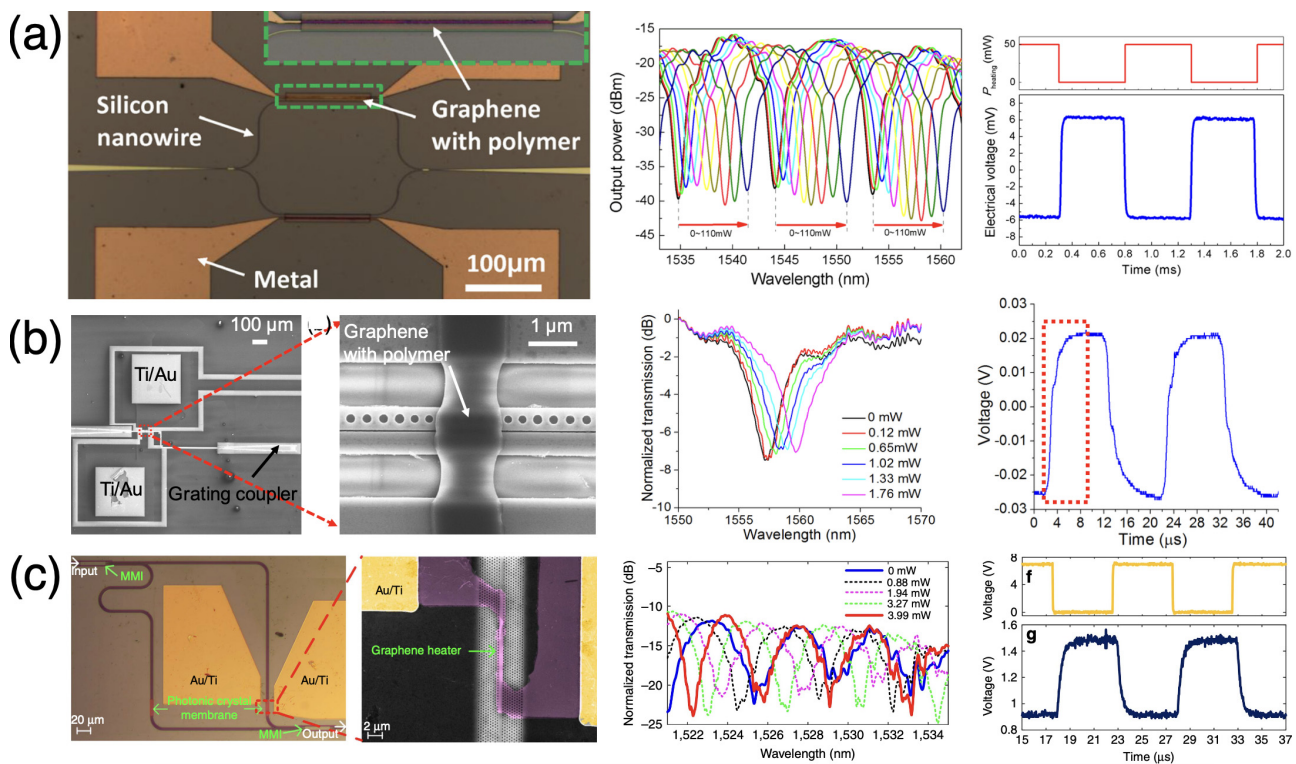 (a)
Silicon
nanowire
Graphene
with polymer
Metal
100μm
Output power (dBm)
-15
-20
-25
-30
-35
-40
-45
0~110mW
0~110mW
0~110mW
1535
1540
1545
1550
1555
1560
Wavelength (nm)
P heating (mW)
50
0
Electrical voltage (mV)
8
6
4
2
0
-2
-4
-6
-8
0.0
0.2
0.4
0.6
0.8
1.0
1.2
1.4
1.6
1.8
2.0
Time (ms)
(b)
100 μm
Ti/Au
Ti/Au
Grating coupler
Graphene
with polymer
1 μm
Normalized transmission (dB)
0
-2
-4
-6
-8
-10
0 mW
0.12 mW
0.65mW
1.02 mW
1.33 mW
1.76 mW
1550
1555
1560
1565
1570
Wavelength (nm)
Voltage (V)
0.03
0.02
0.01
0.00
-0.01
-0.02
-0.03
0
4
8
12
16
20
24
28
32
36
40
Time (μs)
(c)
Input
MMI
Au/Ti
Au/Ti
Photonic crystal
membrane
20 μm
MMI
Output
Au/Ti
Graphene heater
2 μm
Normalized transmission (dB)
−5
−10
−15
−20
−25
0 mW
0.88 mW
1.94 mW
3.27 mW
3.99 mW
1,522
1,524
1,526
1,528
1,530
1,532
1,534
Wavelength (nm)
Voltage (V)
8
0
f
Voltage (V)
1.6
1.4
1.2
1
0.8
g
15
17
19
21
23
25
27
29
31
33
35
37
Time (μs)